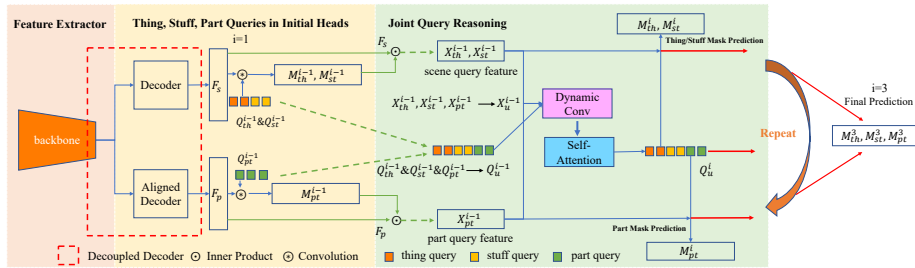 Feature Extractor
Thing, Stuff, Part Queries in Initial Heads
Joint Query Reasoning
i=1
F_s
X_{th}^{i-1}, X_{st}^{i-1}
scene query feature
M_{th}^i, M_{st}^i
Thing/Stuff Mask Prediction
Decoder
F_s
M_{th}^{i-1}, M_{st}^{i-1}
Q_{th}^{i-1}&Q_{st}^{i-1}
X_{th}^{i-1}, X_{st}^{i-1}, X_{pt}^{i-1} → X_u^{i-1}
Dynamic
Conv
i=3
Final Prediction
M_{th}^3, M_{st}^3, M_{pt}^3
backbone
Repeat
Self-
Attention
Q_{th}^{i-1}&Q_{st}^{i-1}&Q_{pt}^{i-1} → Q_u^{i-1}
Q_u^i
Q_{pt}^{i-1}
Aligned
Decoder
F_p
M_{pt}^{i-1}
F_p
X_{pt}^{i-1}
part query feature
Part Mask Prediction
M_{pt}^i
Decoupled Decoder
Inner Product
Convolution
thing query
stuff query
part query